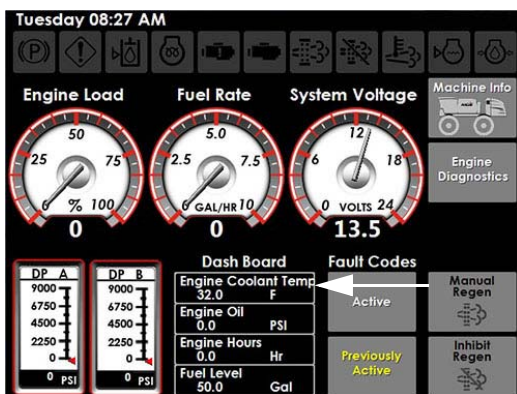 Tuesday 08:27 AM
(P)
Engine Load
Fuel Rate
System Voltage
Machine Info
50
25
75
0
%
100
0
5.0
2.5
7.5
0
GAL/HR
10
0
12
6
18
0
VOLTS
24
13.5
Engine
Diagnostics
DP A
9000
6750
4500
2250
0
0 PSI
DP B
9000
6750
4500
2250
0
0 PSI
Dash Board
Engine Coolant Temp
32.0 F
Engine Oil
0.0 PSI
Engine Hours
0.0 Hr
Fuel Level
50.0 Gal
Fault Codes
Active
Previously
Active
Manual
Regen
Inhibit
Regen